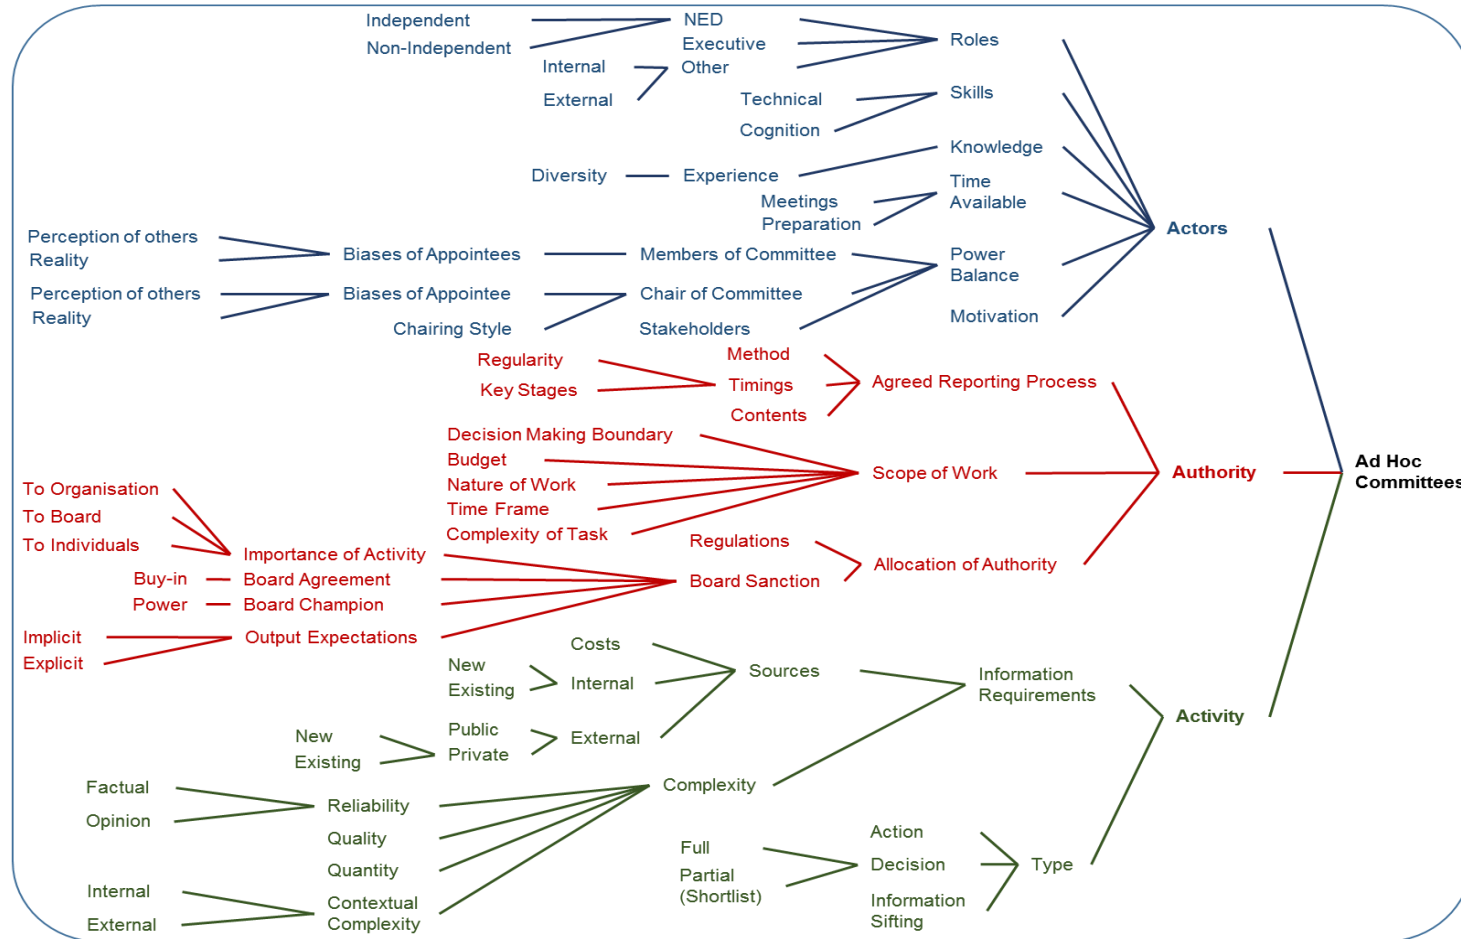 Independent
NED
Non-Independent
Executive
Roles
Internal
Other
External
Technical
Skills
Cognition
Knowledge
Diversity
Experience
Time
Available
Meetings
Preparation
Actors
Perception of others
Reality
Biases of Appointees
Members of Committee
Power
Balance
Perception of others
Reality
Biases of Appointee
Chair of Committee
Chairing Style
Stakeholders
Motivation
Regularity
Key Stages
Method
Timings
Contents
Agreed Reporting Process
Decision Making Boundary
Budget
Nature of Work
Time Frame
Complexity of Task
Scope of Work
Authority
Ad Hoc
Committees
To Organisation
To Board
To Individuals
Importance of Activity
Buy-in
Board Agreement
Power
Board Champion
Implicit
Explicit
Output Expectations
Regulations
Board Sanction
Allocation of Authority
Costs
New
Existing
Internal
Sources
Information
Requirements
New
Existing
Public
Private
External
Activity
Factual
Opinion
Reliability
Quality
Quantity
Complexity
Internal
External
Contextual
Complexity
Full
Partial
(Shortlist)
Action
Decision
Information
Sifting
Type